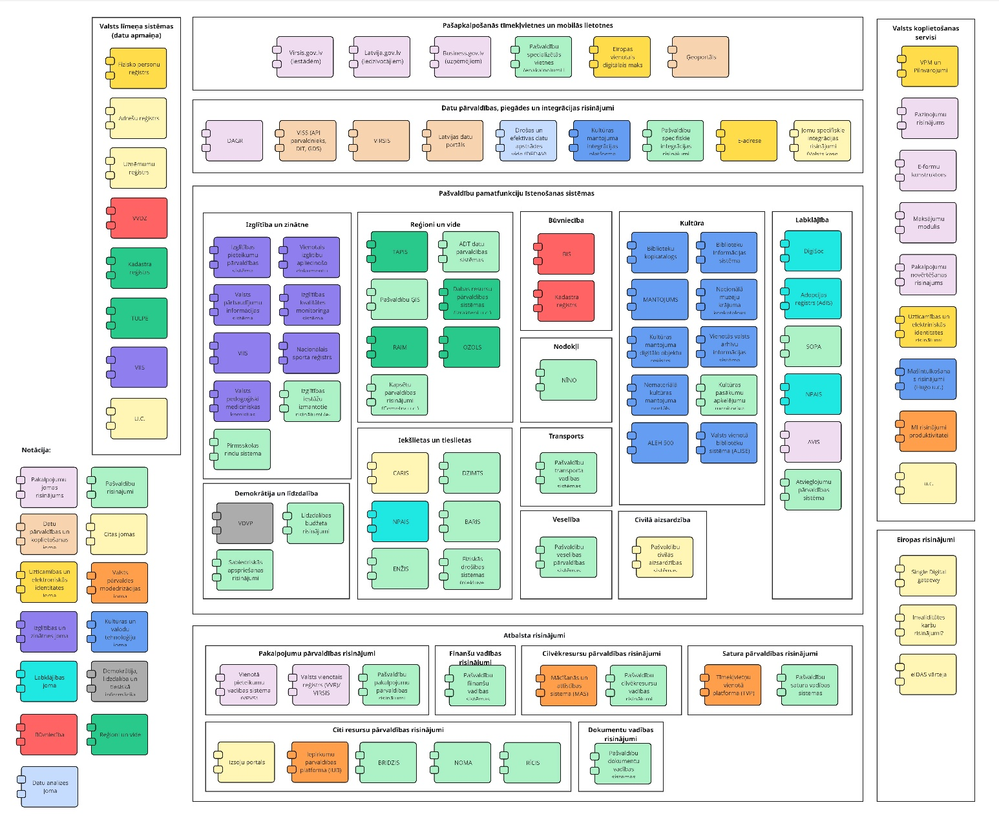 Valsts līmeņa sistēmas
(datu apmaiņa)
Fizisko personu
reģistrs
Adrešu reģistrs
Uzņēmumu
reģistrs
VVDZ
Kadastra
reģistrs
TULPE
VIIS
U.C.
Pašapkalpošanās tīmekļvietnes un mobilās lietotnes
Virsis.gov.lv
(iestādēm)
Latvija.gov.lv
(iedzīvotājiem)
Business.gov.lv
(uzņēmējiem)
Pašvaldību
specializētās
vietnes
(epakalpojumi
Eiropas
vienotais
digitālais maks
Ģeoportāls
Datu pārvaldības, piegādes un integrācijas risinājumi
DAGR
VISS (API
pārvaldnieks,
DIT, GDS)
VIRSIS
Latvijas datu
portāls
Drošas un
efektīvas datu
apstrādes
vide (DEDAV)
Kultūras
mantojuma
integrācijas
platforma
Pašvaldību
specifiskie
integrācijas
risinājumi
E-adrese
Jomu specifiskie
integrācijas
risinājumi
(Valsts kase
Pašvaldību pamatfunkciju īstenošanas sistēmas
Izglītība un zinātne
Izglītības
pieteikumu
pārvaldības
sistēma
Vienotais
izglītību
apliecinošo
dokumentu
Valsts
pārbaudījumu
informācijas
sistēma
Izglītības
kvalitātes
monitoringa
sistēma
VIIS
Nacionālais
sporta reģistrs
Valsts
pedagoģiski
medicīniskās
komisijas
Izglītības
iestāžu
izmantotie
risinājumi (e-
Pirmsskolas
rindu sistēma
Reģioni un vide
TAPIS
ADT datu
pārvaldības
sistēmas
Pašvaldību ĢIS
Dabas resursu
pārvaldības
sistēmas
(izrakteņi u.c.)
RAIM
OZOLS
Kapsētu
pārvaldības
risinājumi
(Cemety u.c.)
Būvniecība
BIS
Kadastra
reģistrs
Nodokļi
NĪNO
Kultūra
Bibliotēku
kopkatalogs
Bibliotēku
informācijas
sistēma
MANTOJUMS
Nacionālā
muzeju
krājuma
kopkatalogs
Kultūras
mantojuma
digitālo objektu
reģistrs
Vienotās valsts
arhīvu
informācijas
sistēma
Nemateriālā
kultūras
mantojuma
portāls
Kultūras
pasākumu
apkelējumu
monitorings
ALEH 500
Valsts vienotā
bibliotēku
sistēma (ALISE)
Labklājība
DigiSoc
Adopcijas
reģistrs (AdIS)
SOPA
NPAIS
AVIS
Atvieglojumu
pārvaldības
sistēma
Demokrātija un līdzdalība
VDVP
Līdzdalības
budžeta
risinājumi
Sabiedriskās
apspriešanas
risinājumi
Iekšlietas un tieslietas
CARIS
DZIMTS
NPAIS
BARIS
ENŽIS
Fiziskās
drošības
sistēmas
(piekļuve
Transports
Pašvaldību
transporta
vadības
sistēmas
Veselība
Pašvaldību
veselības
pārvaldības
sistēmas
Civilā aizsardzība
Pašvaldību
civilās
aizsardzības
sistēmas
Atbalsta risinājumi
Pakalpojumu pārvaldības risinājumi
Vienotā
pieteikumu
vadības sistēma
(VPVS)
Valsts vienotais
reģistrs (VVR)/
VIRSIS
Pašvaldību
pakalpojumu
pārvaldības
risinājumi
Finanšu vadības
risinājumi
Pašvaldību
fiinanšu
vadības
sistēmas
Cilvēkresursu pārvaldības risinājumi
Mācīšanās un
attīstības
sistēma (MAS)
Pašvaldību
cilvēkresursu
vadības
risinājumi
Satura pārvaldības risinājumi
Tīmekļvietņu
vienotā
platforma (TVP)
Pašvaldību
satura vadības
sistēmas
Citi resursu pārvaldības risinājumi
Izsoļu portāls
Iepirkumu
pārvaldības
platforma (IUB)
BRIDZIS
NOMA
RĪCIS
Dokumentu vadības
risinājumi
Pašvaldību
dokumentu
vadības
sistēmas
Valsts koplietošanas
servisi
VPM un
Pilnvarojumi
Paziņojumu
risinājums
E-formu
konstruktors
Maksājumu
modulis
Pakalpojumu
novērtēšanas
risinājums
Uzticamības un
elektriniskās
identitātes
risinājumi
Mašīntulkošana
s risinājumi
(Hugo u.c.)
MI risinājumi
produktivitātei
u.c.
Eiropas risinājumi
Single Digital
gataewy
Invaliditātes
karšu
risinājumi?
eIDAS vārteja
Notācija:
Pakalpojumu
jomas
risinājums
Pašvaldību
risinājumi
Datu
pārvaldības un
koplietošanas
joma
Citas jomas
Uzticamības un
elektroniskās
identitātes
joma
Valsts
pārvaldes
modedrizācijas
joma
Izglītības un
zinātnes joma
Kultūras un
valodu
tehnoloģiju
joma
Labklājības
joma
Demokrātija,
līdzdalība un
tiesiskā
informācija
Būvniecība
Reģioni un vide
Datu analīzes
joma